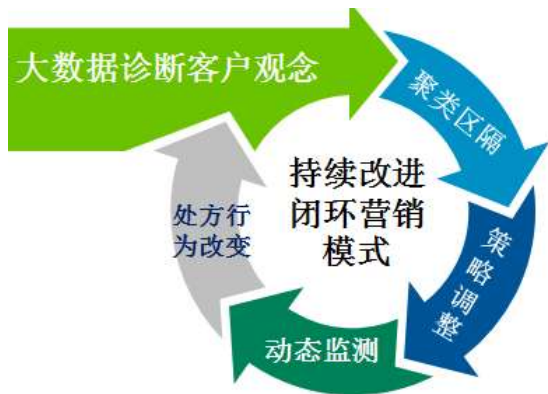 大数据诊断客户观念
聚类区隔
策略调整
动态监测
处方行
为改变
持续改进
闭环营销
模式